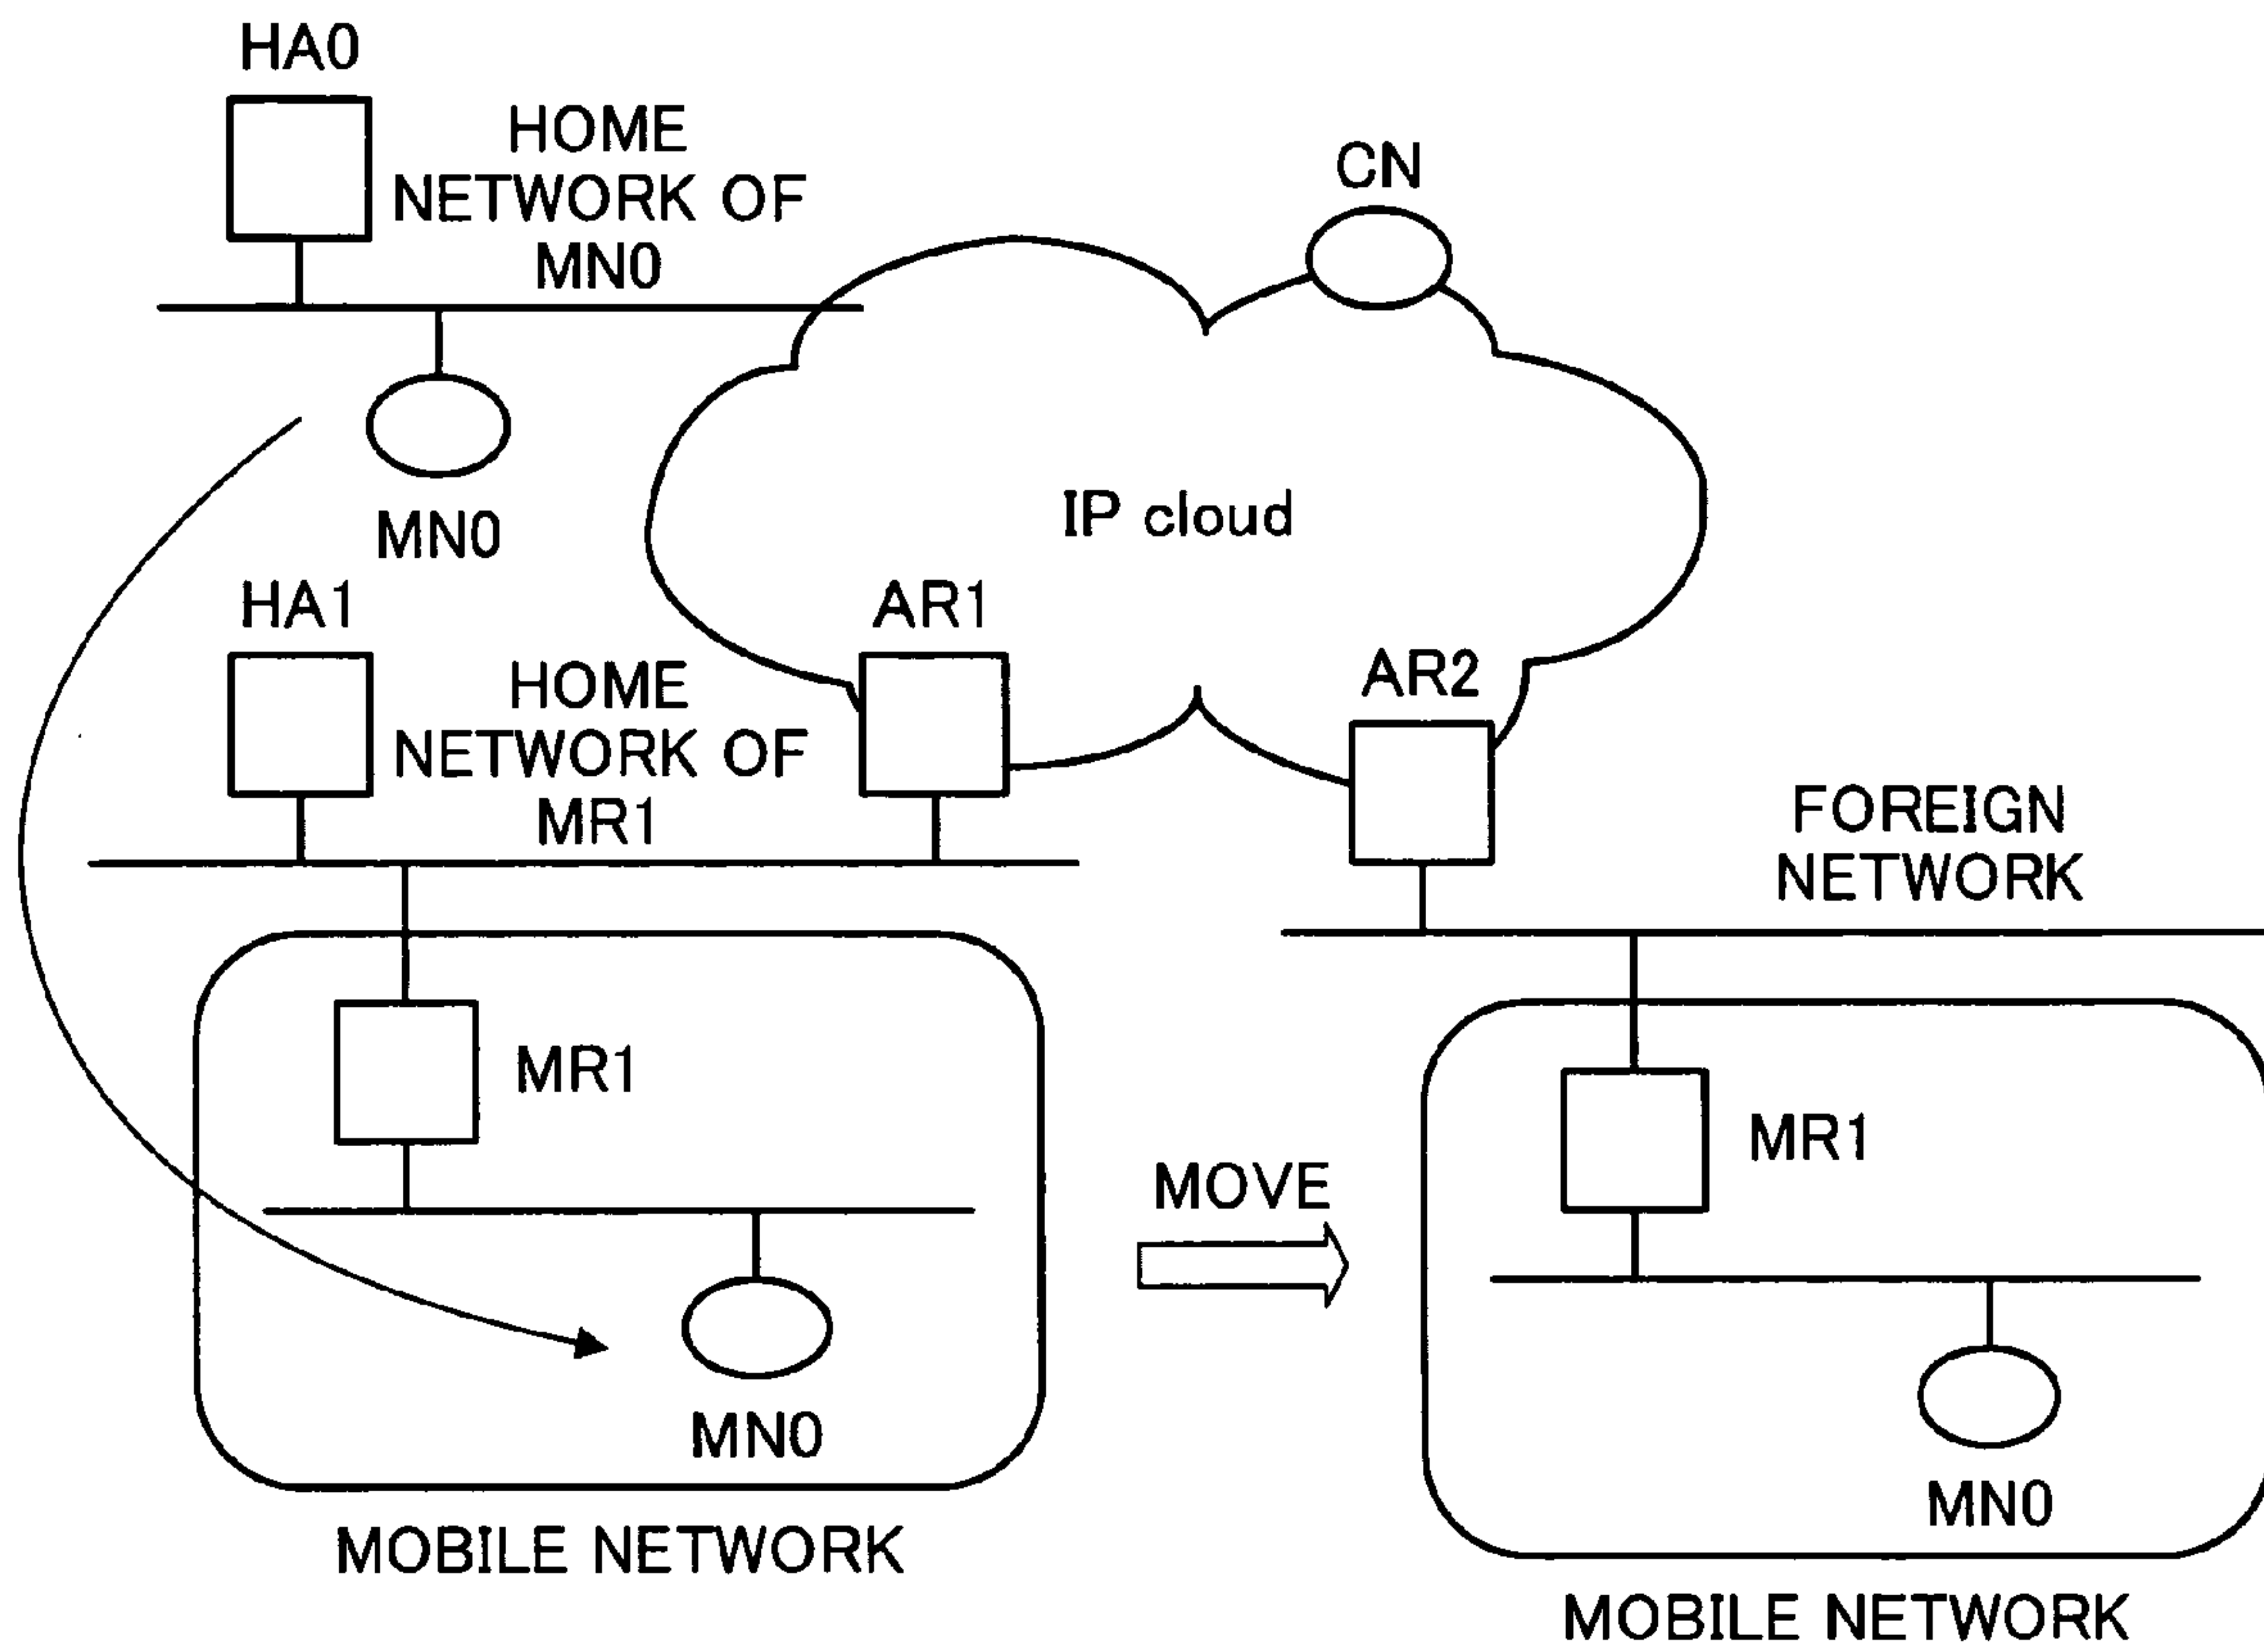 HA0
HOME
NETWORK OF
MN0
CN
MN0
IP cloud
HA1
HOME
NETWORK OF
MR1
AR1
AR2
FOREIGN
NETWORK
MR1
MR1
MOVE
MN0
MN0
MOBILE NETWORK
MOBILE NETWORK